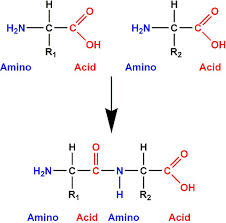 H O H O
H₂N C C H₂N C C
OH OH
R₁ R₂
Amino Acid Amino Acid
H O H O
H₂N C C N C C
OH
R₁ H R₂
Amino Acid Amino Acid